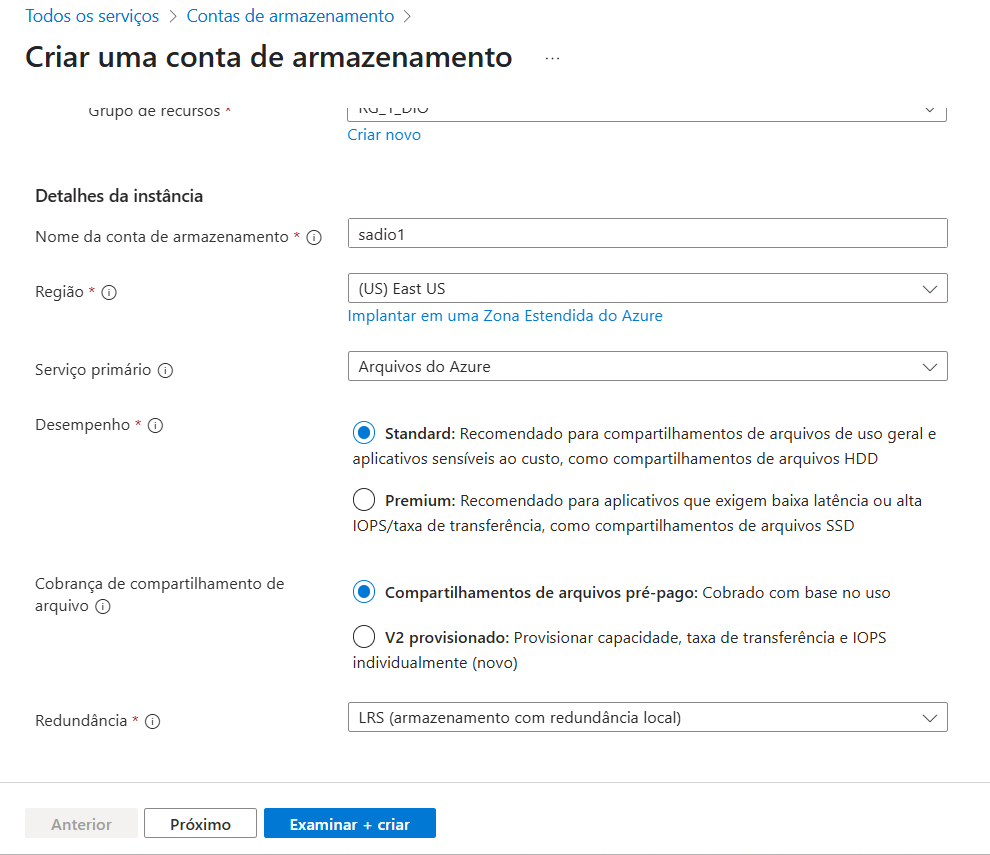 Todos os serviços > Contas de armazenamento >
Criar uma conta de armazenamento ...
Grupo de recursos * RG_1_DIO
Criar novo
Detalhes da instância
Nome da conta de armazenamento * sadio1
Região * (US) East US
Implantar em uma Zona Estendida do Azure
Serviço primário Arquivos do Azure
Desempenho * Standard: Recomendado para compartilhamentos de arquivos de uso geral e
aplicativos sensíveis ao custo, como compartilhamentos de arquivos HDD
Premium: Recomendado para aplicativos que exigem baixa latência ou alta
IOPS/taxa de transferência, como compartilhamentos de arquivos SSD
Cobrança de compartilhamento de
arquivo
Compartilhamentos de arquivos pré-pago: Cobrado com base no uso
V2 provisionado: Provisionar capacidade, taxa de transferência e IOPS
individualmente (novo)
Redundância * LRS (armazenamento com redundância local)
Anterior Próximo Examinar + criar